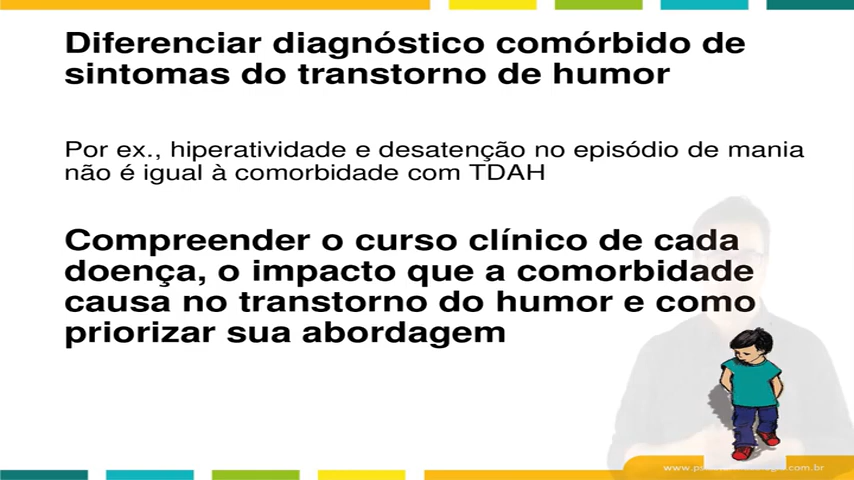 Diferenciar diagnóstico comórbido de
sintomas do transtorno de humor
Por ex., hiperatividade e desatenção no episódio de mania
não é igual à comorbidade com TDAH
Compreender o curso clínico de cada
doença, o impacto que a comorbidade
causa no transtorno do humor e como
priorizar sua abordagem